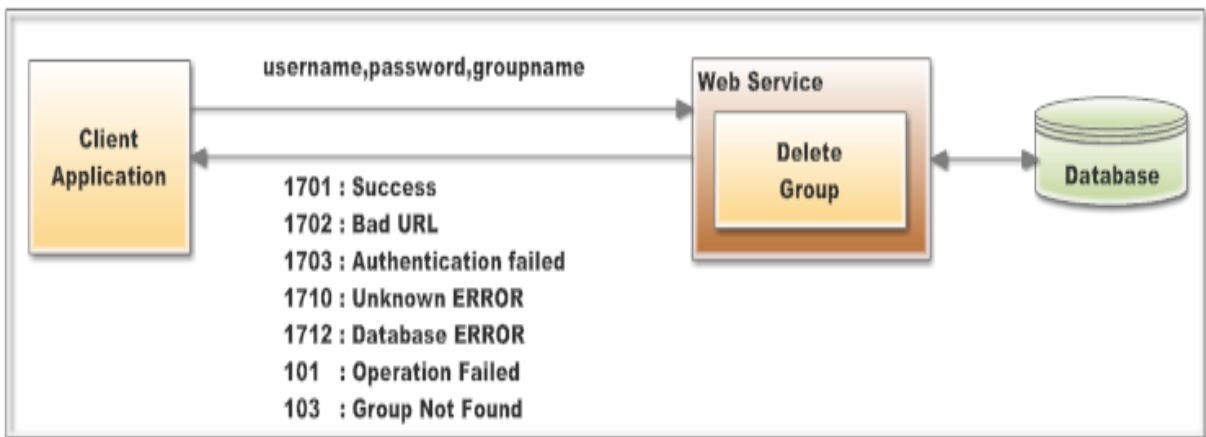 username,password,groupname
Client
Application
Web Service
Delete
Group
Database
1701 : Success
1702 : Bad URL
1703 : Authentication failed
1710 : Unknown ERROR
1712 : Database ERROR
101 : Operation Failed
103 : Group Not Found